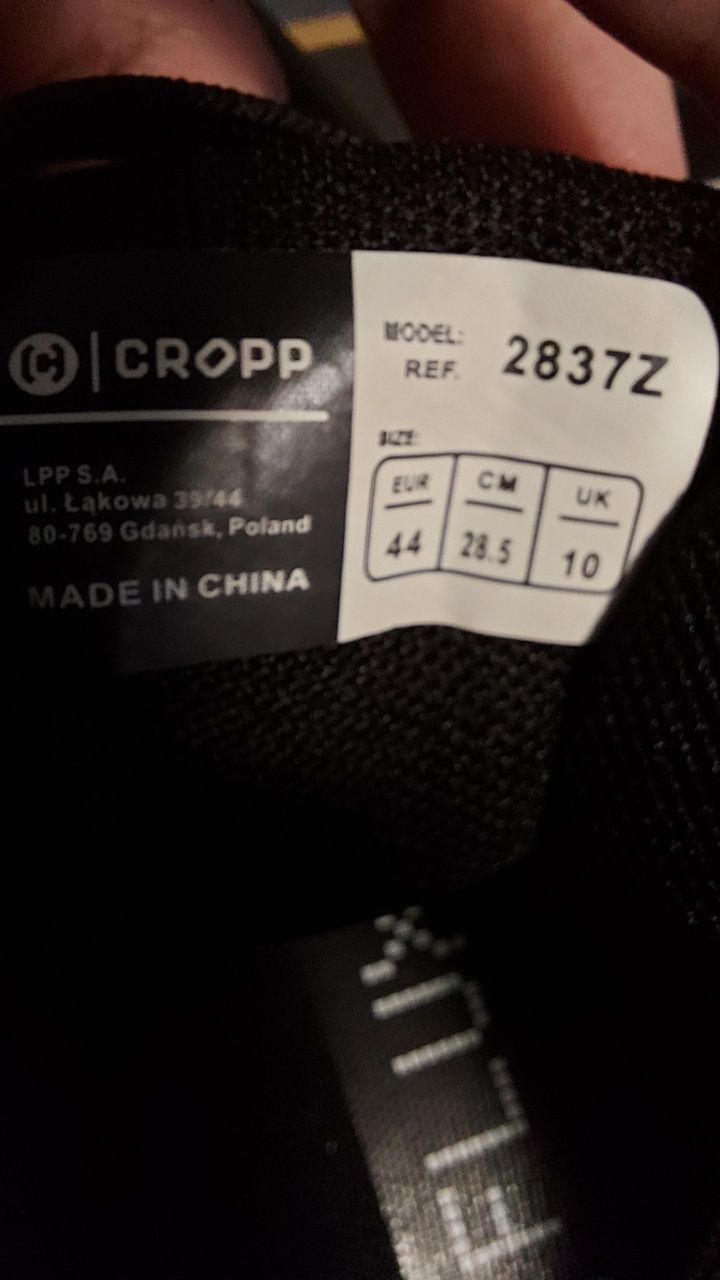 (C) | CROPP
LPP S.A.
ul. Łąkowa 39/44
80-769 Gdańsk, Poland
MADE IN CHINA
MODEL:
REF. 2837Z
SIZE:
EUR CM UK
44 28.5 10
FLUX